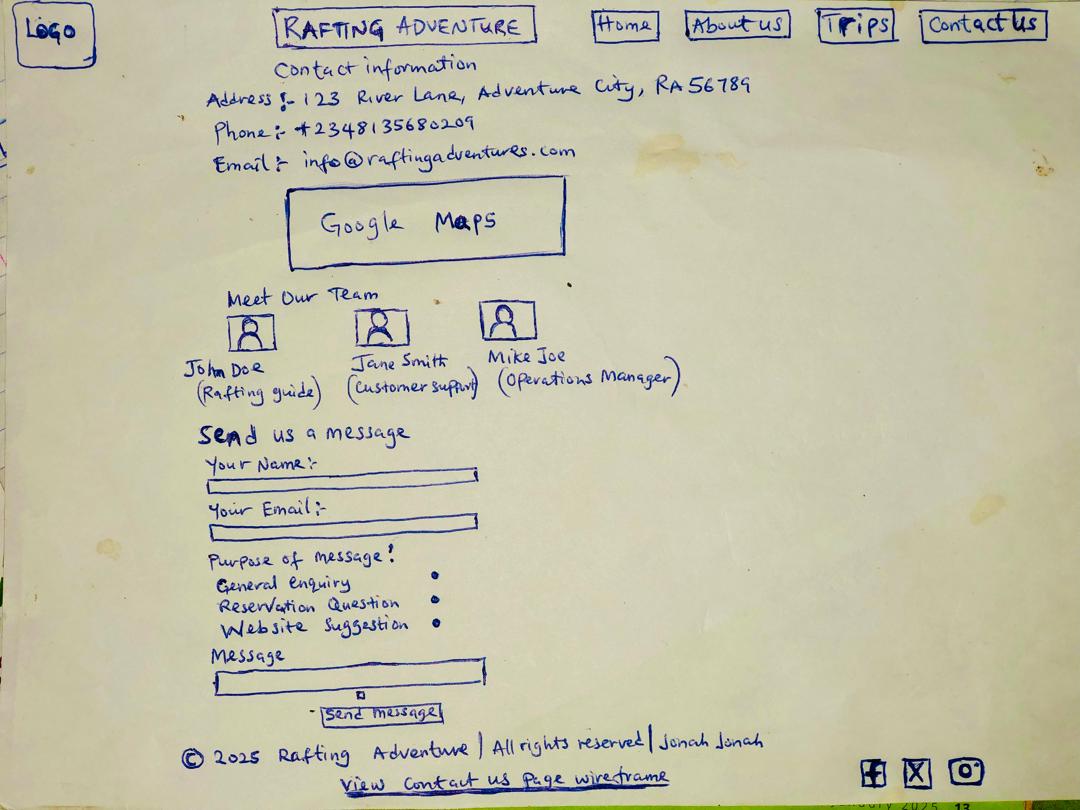 LOGO
RAFTING ADVENTURE
Home
About us
Trips
Contact Us
Contact information
Address :- 123 River Lane, Adventure City, RA 56789
Phone :- +2348135680209
Email :- info@raftingadventures.com
Google Maps
Meet Our Team
John Doe
Jane Smith
Mike Joe
(Rafting guide)
(Customer support)
(Operations Manager)
Send us a message
Your Name :-
Your Email :-
Purpose of message :
General enquiry
Reservation Question
Website Suggestion
Message
Send message
© 2025 Rafting Adventure | All rights reserved | Jonah Jonah
View Contact us page wireframe
f X
January 2025 13